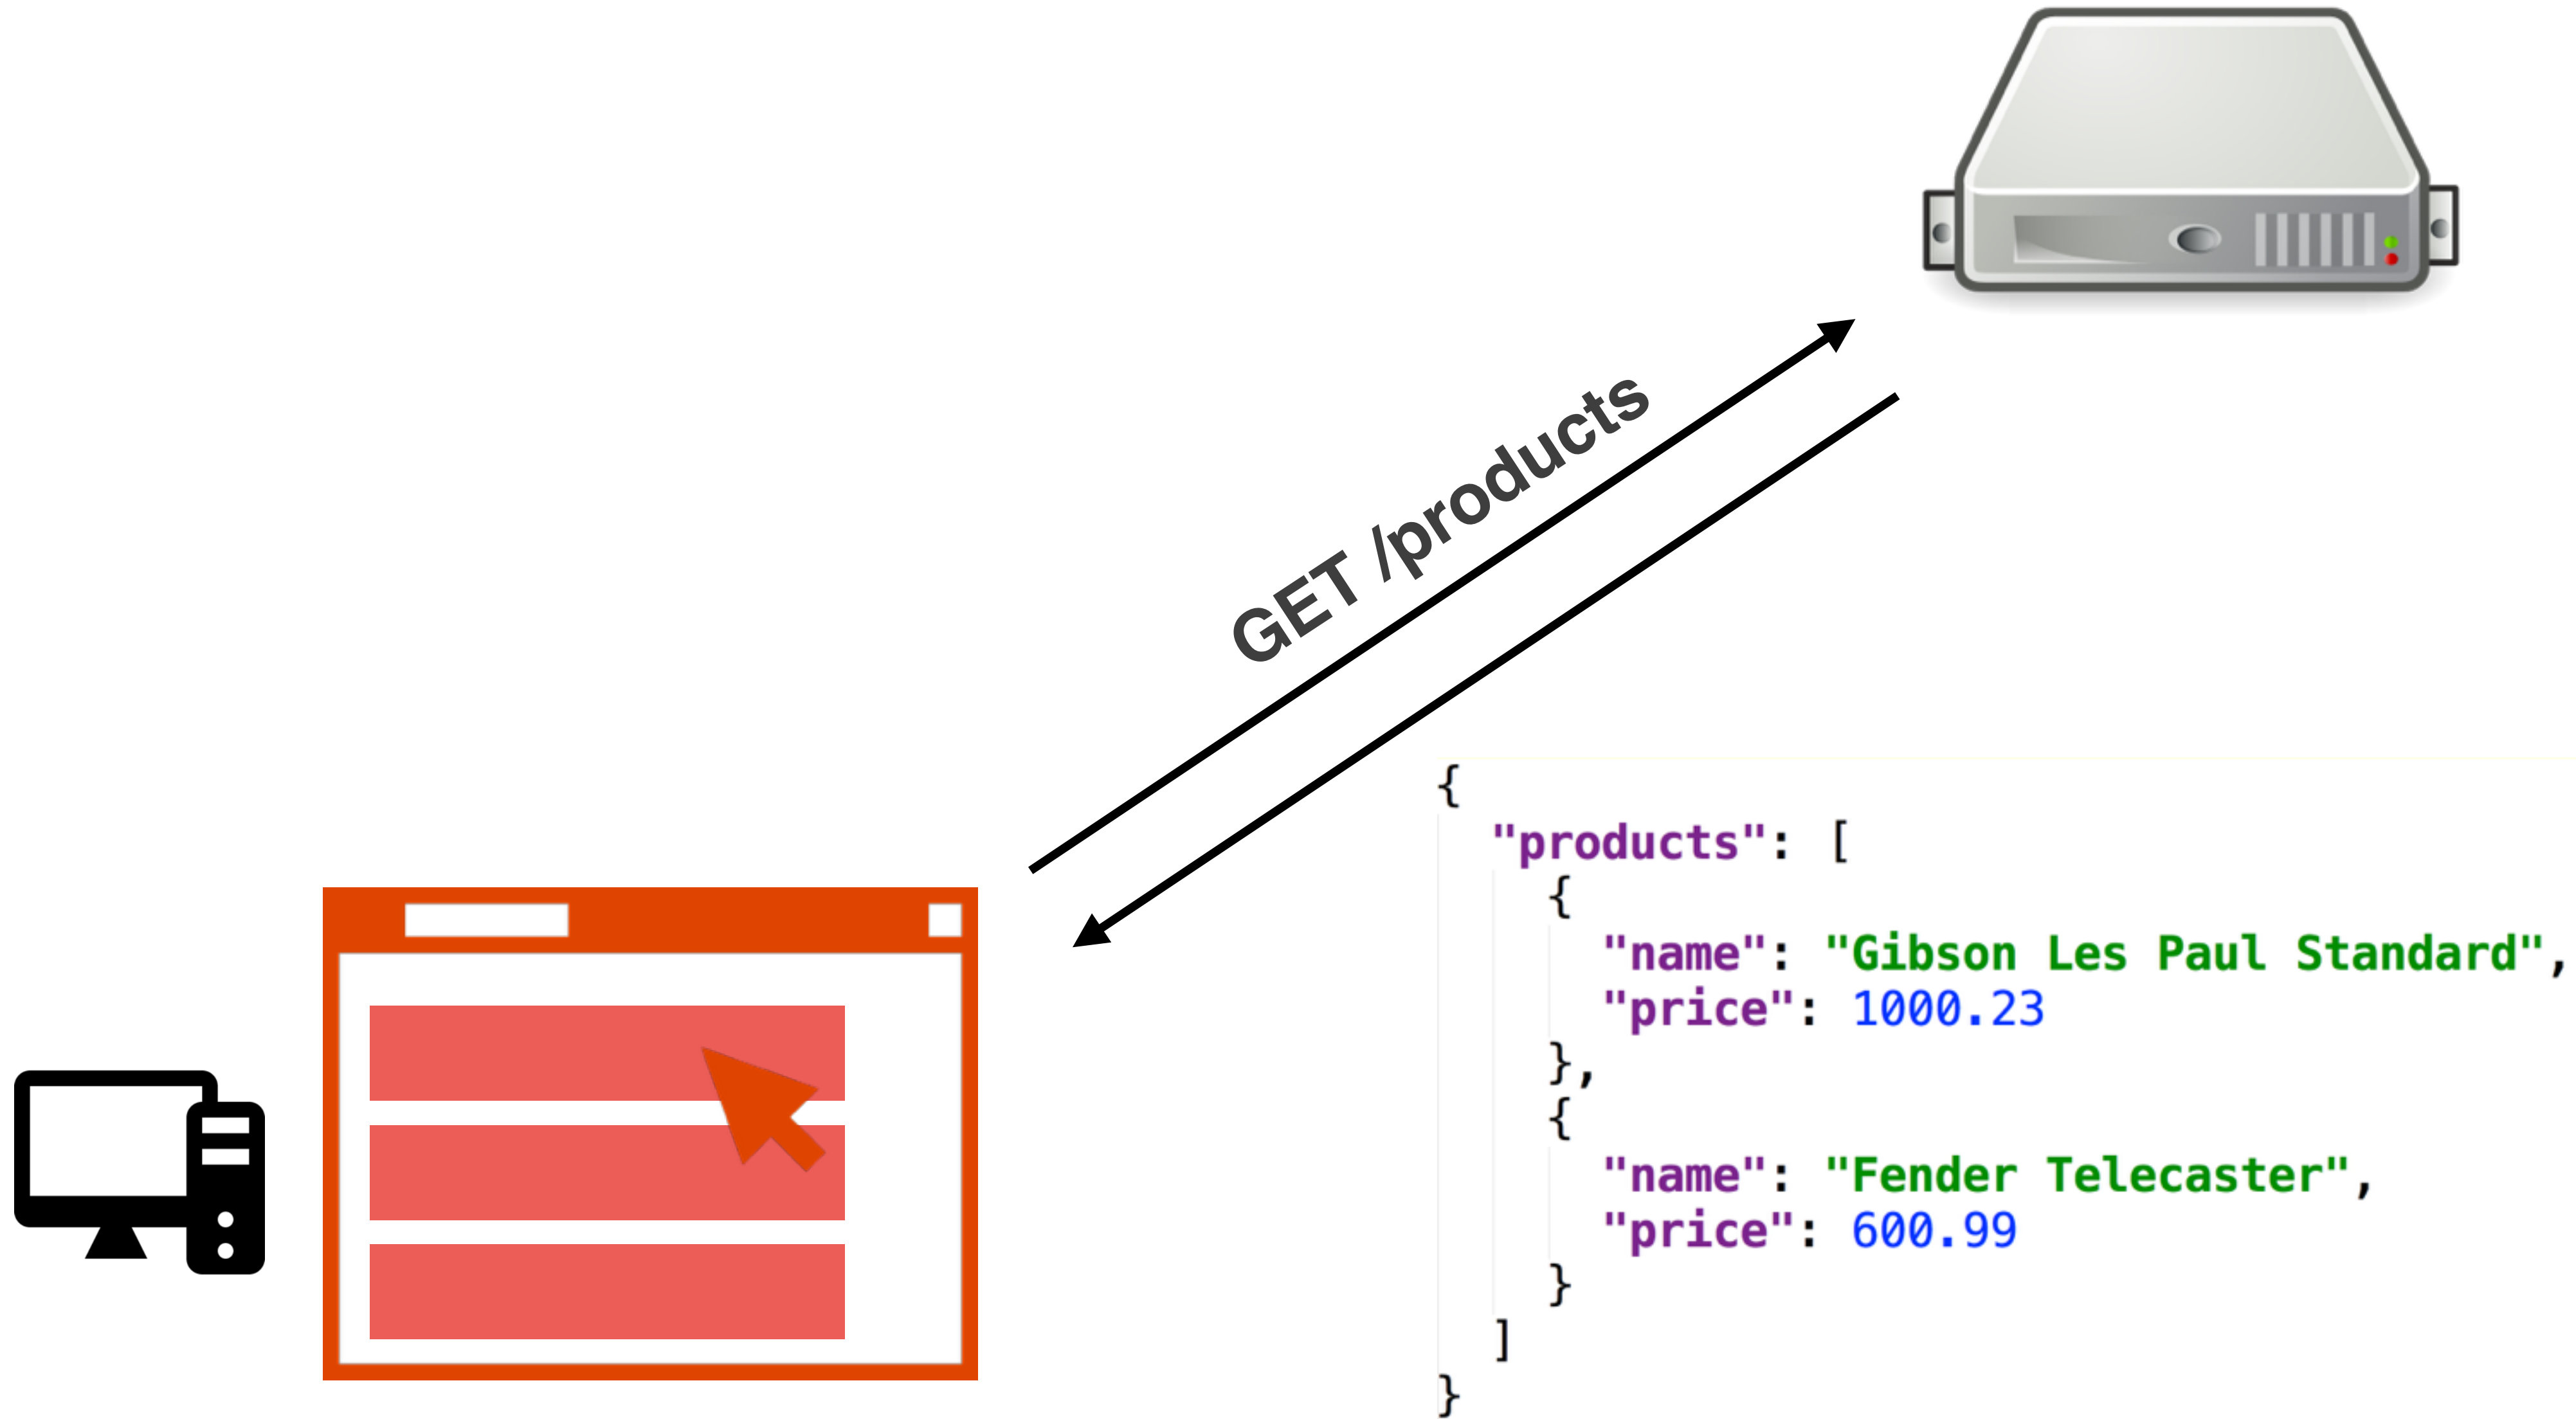 GET /products
{
"products": [
{
"name": "Gibson Les Paul Standard",
"price": 1000.23
},
{
"name": "Fender Telecaster",
"price": 600.99
}
]
}